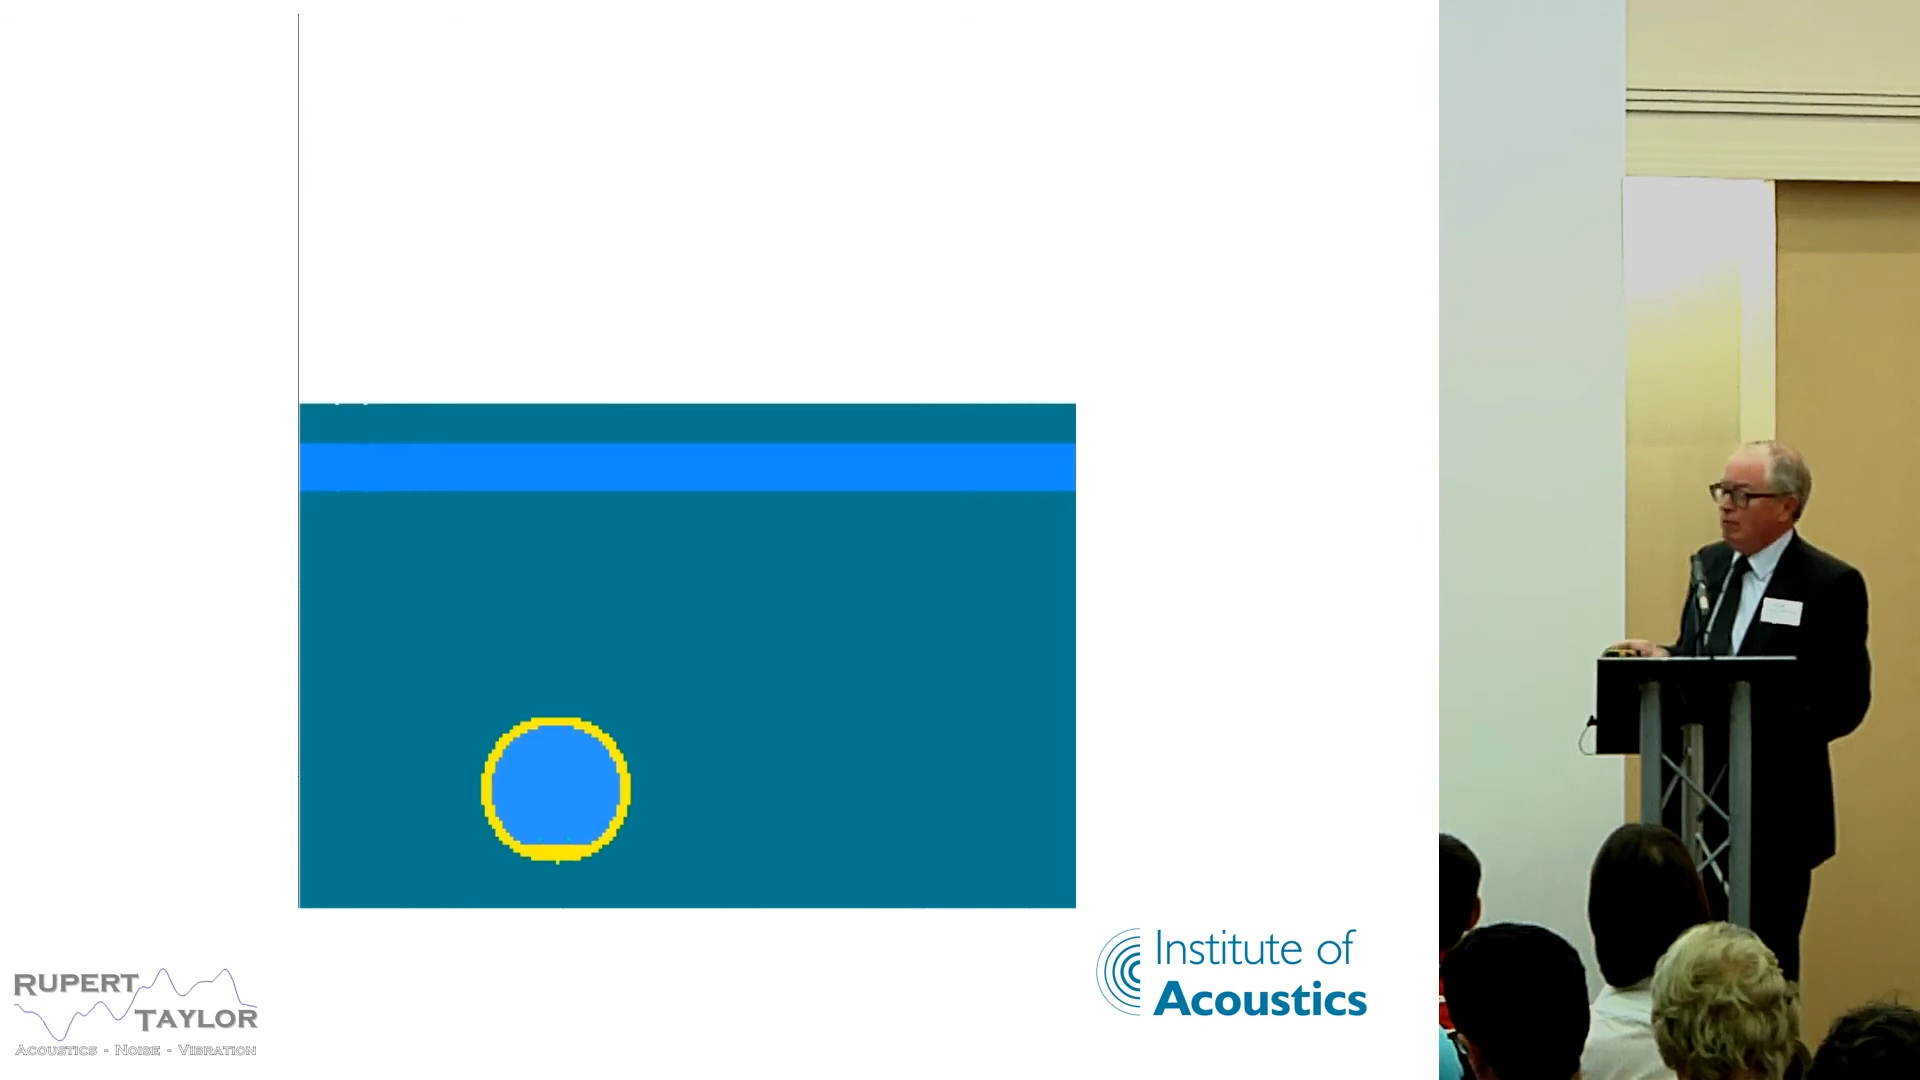 RUPERT
TAYLOR
ACOUSTICS - NOISE - VIBRATION
Institute of
Acoustics